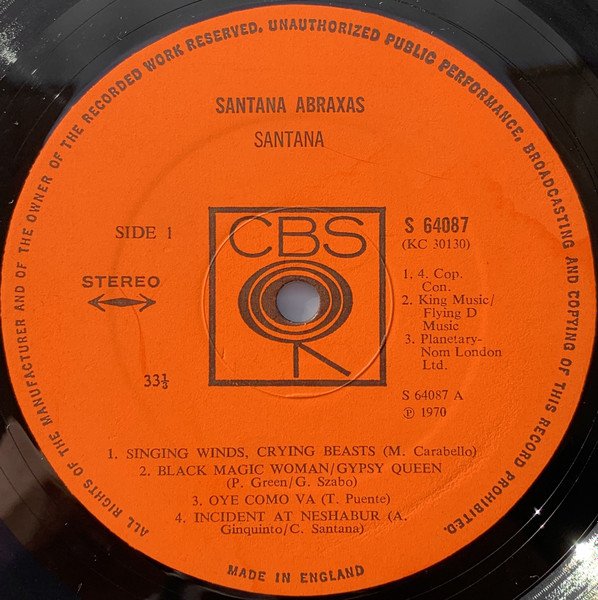 ALL RIGHTS OF THE MANUFACTURER AND OF THE OWNER OF THE RECORDED WORK RESERVED. UNAUTHORIZED PUBLIC PERFORMANCE, BROADCASTING AND COPYING OF THIS RECORD PROHIBITED.
SANTANA ABRAXAS
SANTANA
SIDE 1
STEREO
33⅓
CBS
S 64087
(KC 30130)
1, 4. Cop.
Con.
2. King Music/
Flying D
Music
3. Planetary-
Nom London
Ltd.
S 64087 A
℗ 1970
1. SINGING WINDS, CRYING BEASTS (M. Carabello)
2. BLACK MAGIC WOMAN/GYPSY QUEEN
(P. Green/G. Szabo)
3. OYE COMO VA (T. Puente)
4. INCIDENT AT NESHABUR (A.
Ginquinto/C. Santana)
MADE IN ENGLAND